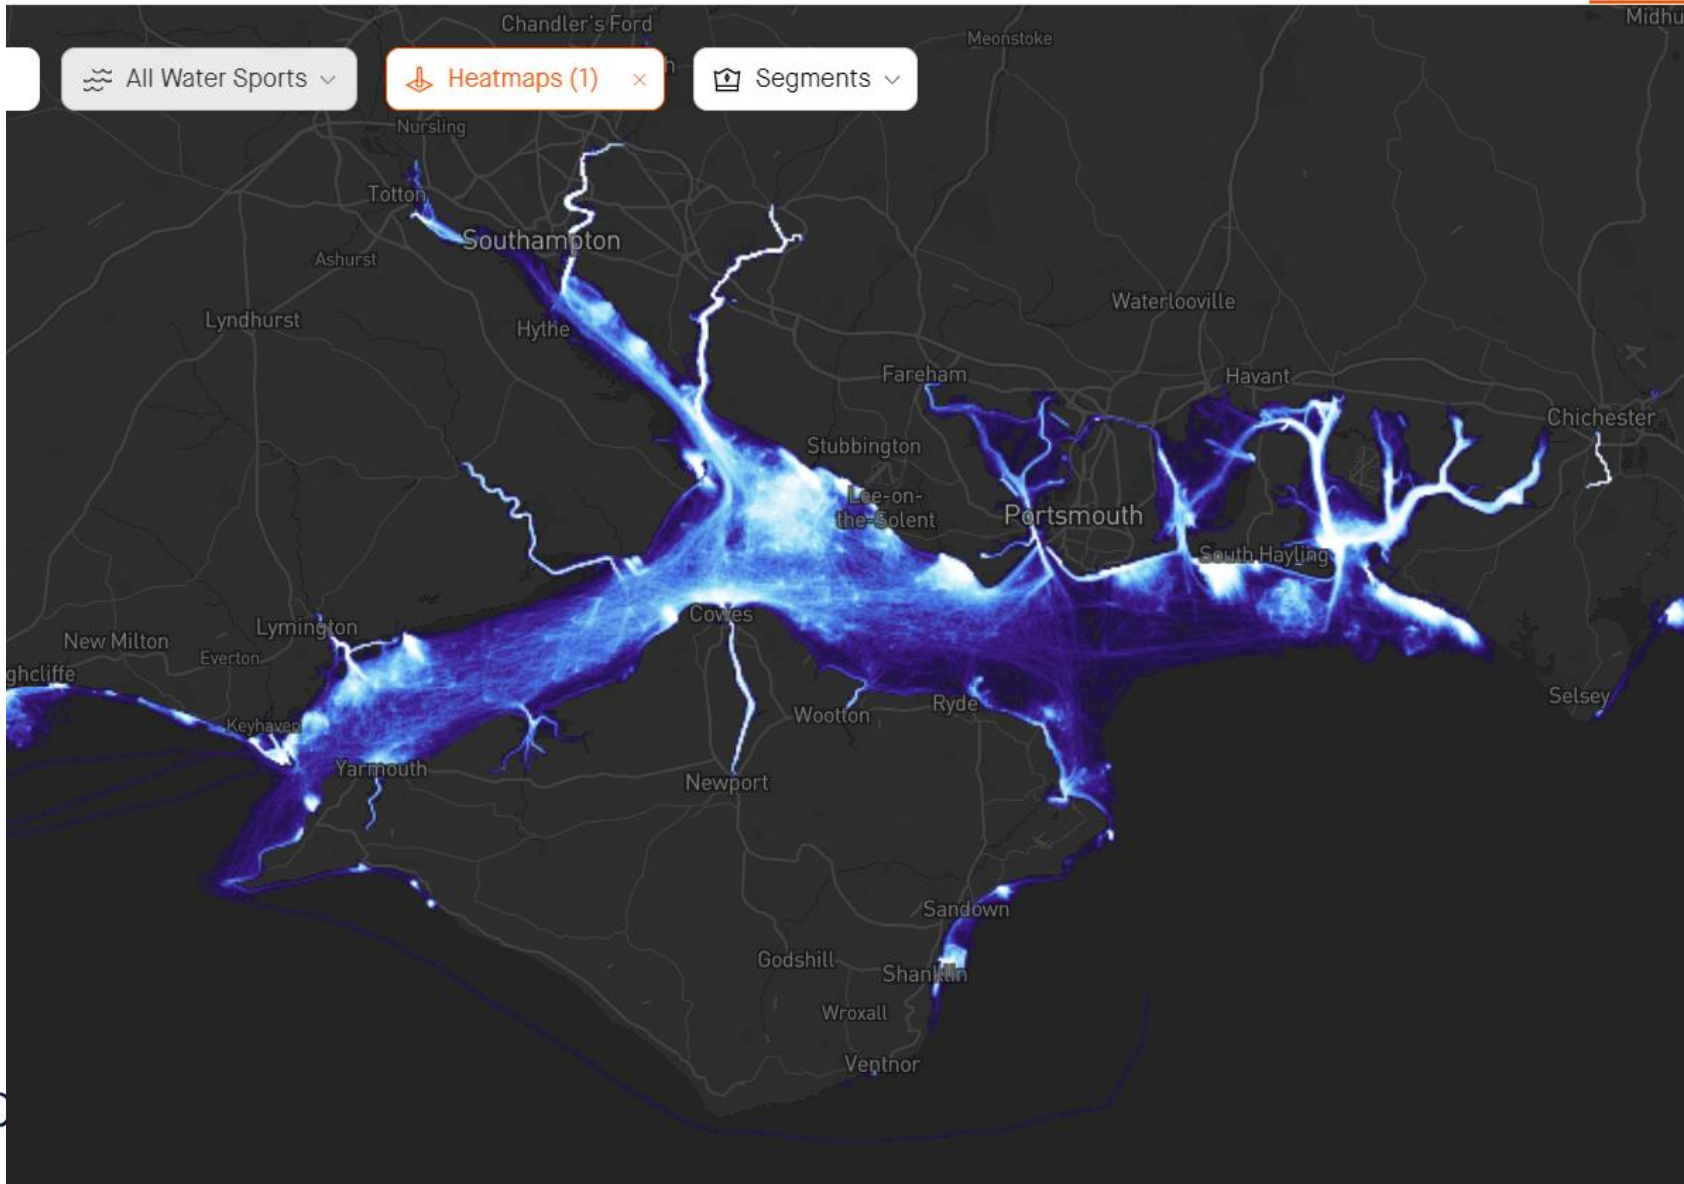 Chandler's Ford
Midhu
Meonstoke
All Water Sports
Heatmaps (1)
Segments
Nursling
Totton
Southampton
Ashurst
Waterlooville
Lyndhurst
Hythe
Fareham
Havant
Chichester
Stubbington
Lee-on-
the-Solent
Portsmouth
South Hayling
Cowes
Lymington
New Milton
Everton
ghcliffe
Selsey
Ryde
Wootton
Keyhaven
Yarmouth
Newport
Sandown
Godshill
Shanklin
Wroxall
Ventnor